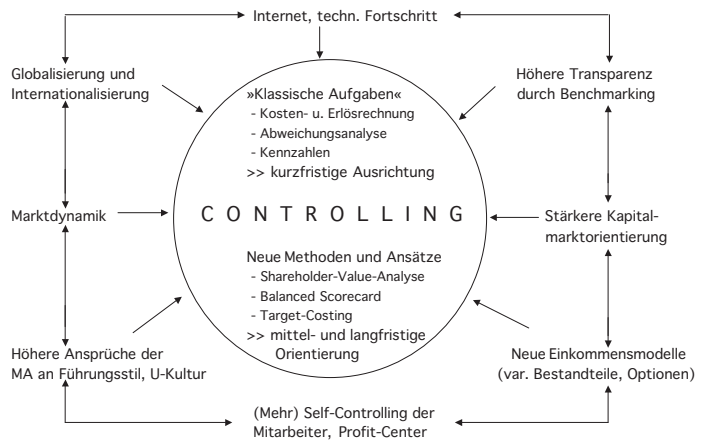 Internet, techn. Fortschritt
Globalisierung und
Internationalisierung
Höhere Transparenz
durch Benchmarking
»Klassische Aufgaben«
- Kosten- u. Erlösrechnung
- Abweichungsanalyse
- Kennzahlen
>> kurzfristige Ausrichtung
Marktdynamik
CONTROLLING
Stärkere Kapital-
marktorientierung
Neue Methoden und Ansätze
- Shareholder-Value-Analyse
- Balanced Scorecard
- Target-Costing
>> mittel- und langfristige
Orientierung
Höhere Ansprüche der
MA an Führungsstil, U-Kultur
Neue Einkommensmodelle
(var. Bestandteile, Optionen)
(Mehr) Self-Controlling der
Mitarbeiter, Profit-Center